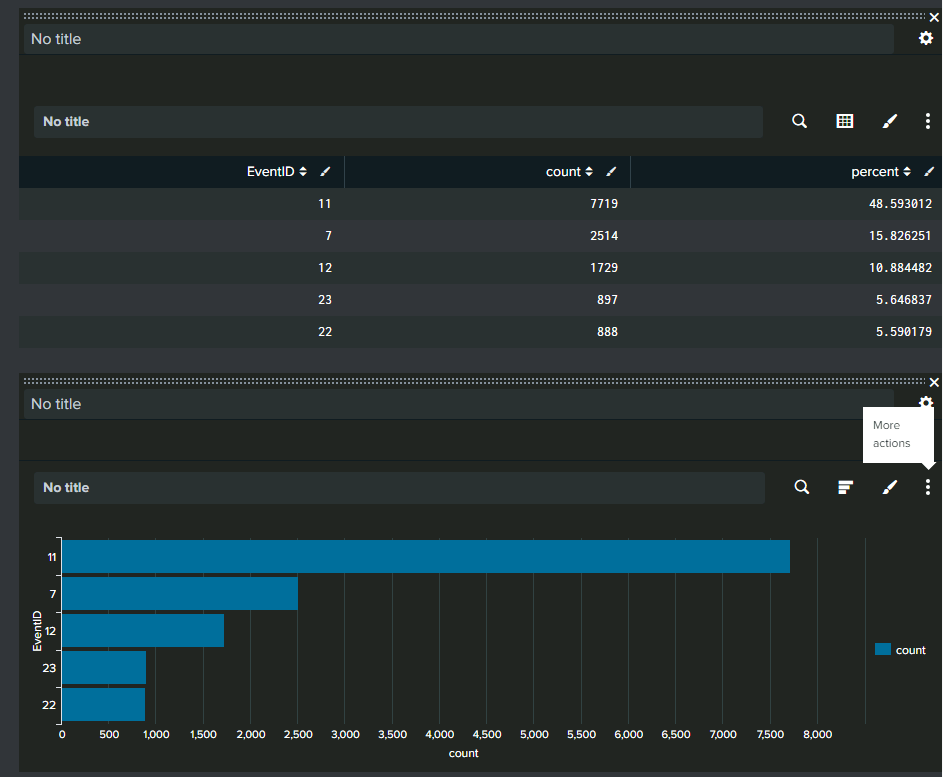 No title
No title
EventID count percent
11 7719 48.593012
7 2514 15.826251
12 1729 10.884482
23 897 5.646837
22 888 5.590179
No title
More
actions
No title
11
7
12
23
22
EventID
count
0 500 1,000 1,500 2,000 2,500 3,000 3,500 4,000 4,500 5,000 5,500 6,000 6,500 7,000 7,500 8,000
count